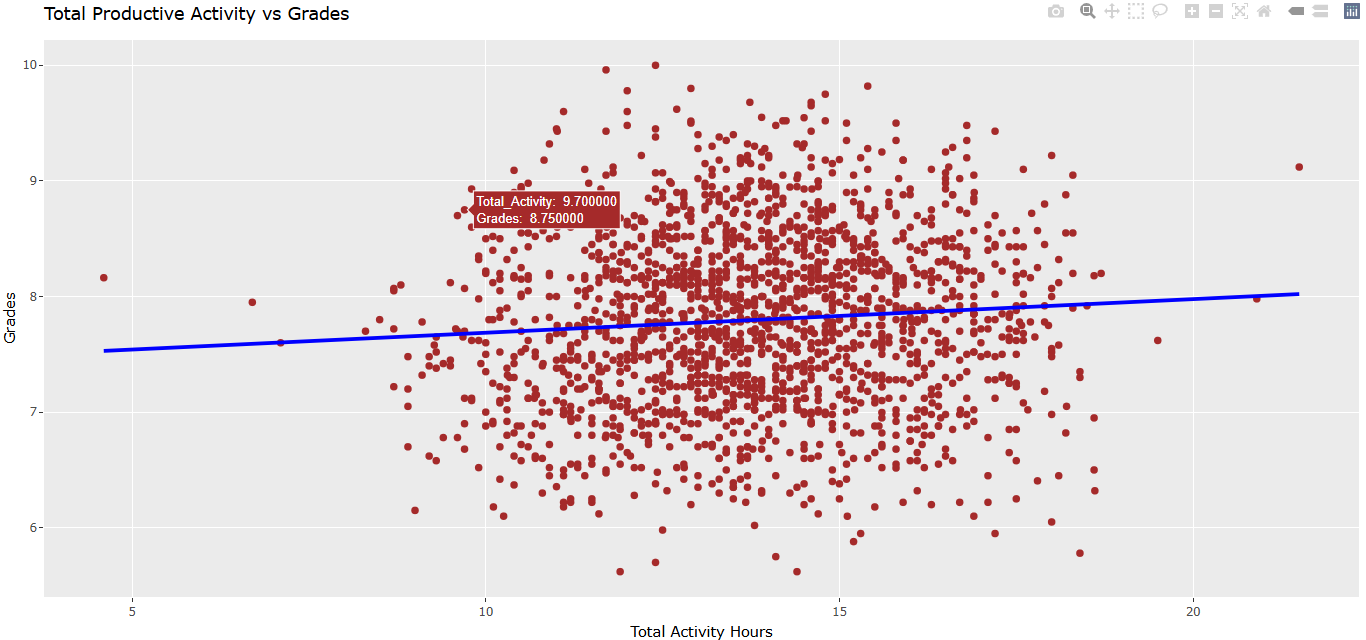 Total Productive Activity vs Grades
10
9
8
7
6
Grades
Total_Activity: 9.700000
Grades: 8.750000
5
10
15
20
Total Activity Hours